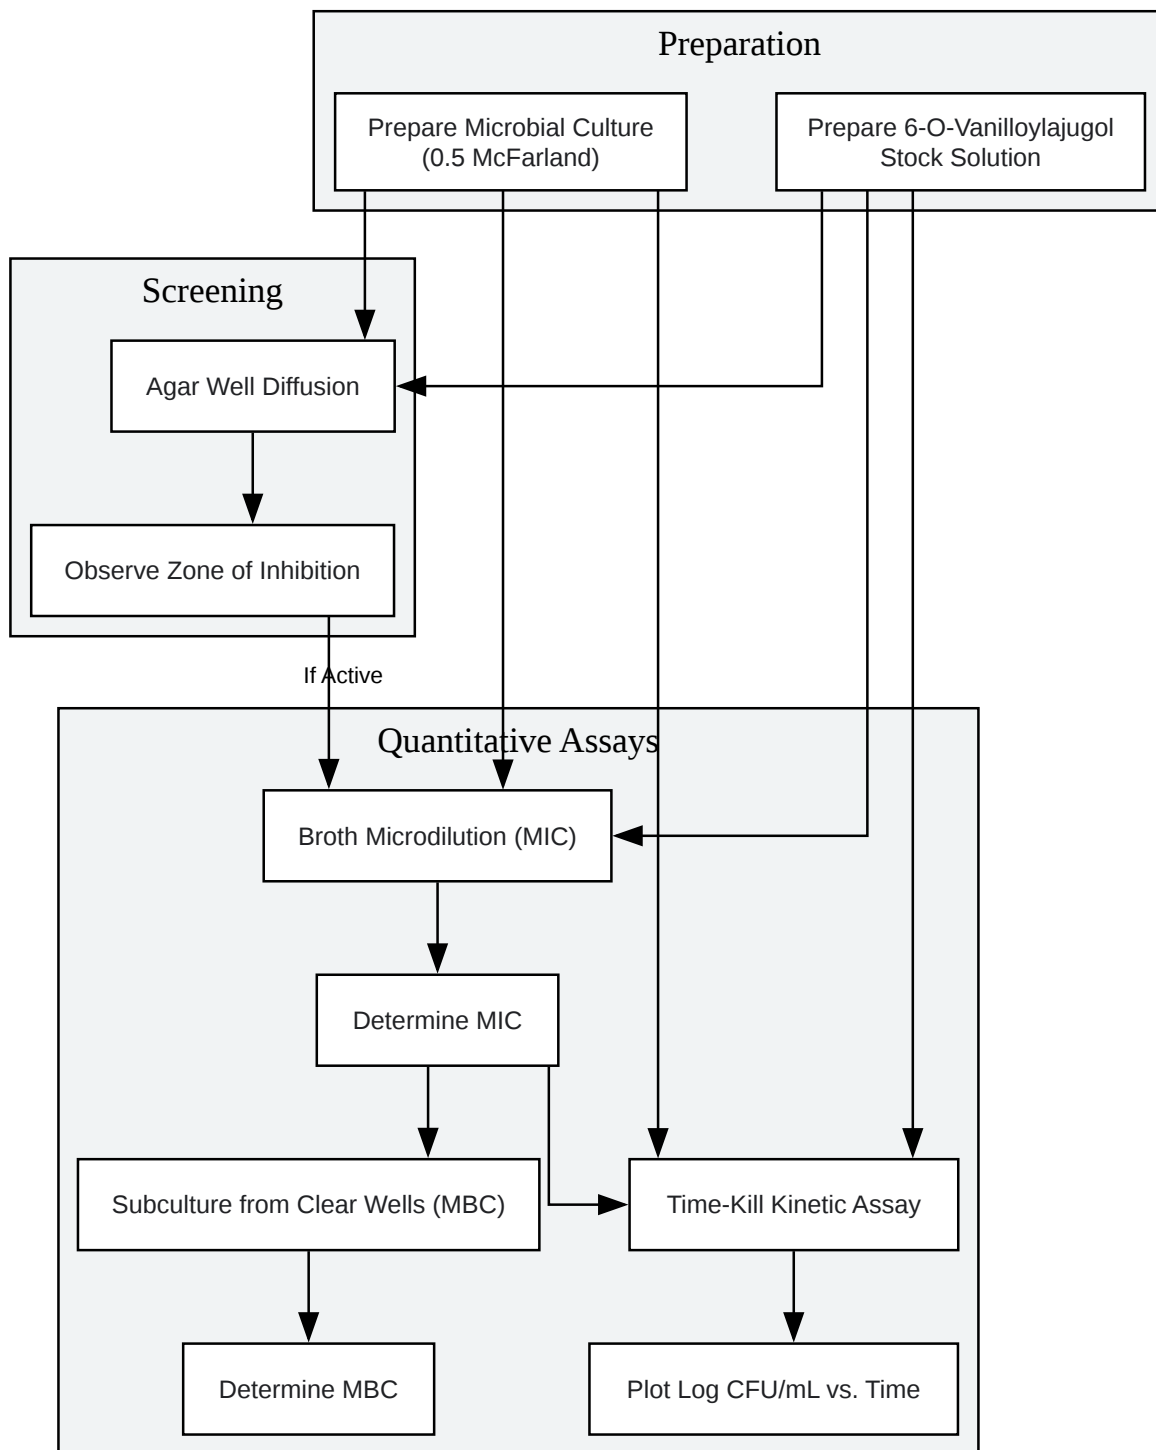 Preparation
Prepare Microbial Culture
(0.5 McFarland)
Prepare 6-O-Vanilloylajugol
Stock Solution
Screening
Agar Well Diffusion
Observe Zone of Inhibition
If Active
Quantitative Assays
Broth Microdilution (MIC)
Determine MIC
Subculture from Clear Wells (MBC)
Time-Kill Kinetic Assay
Determine MBC
Plot Log CFU/mL vs. Time